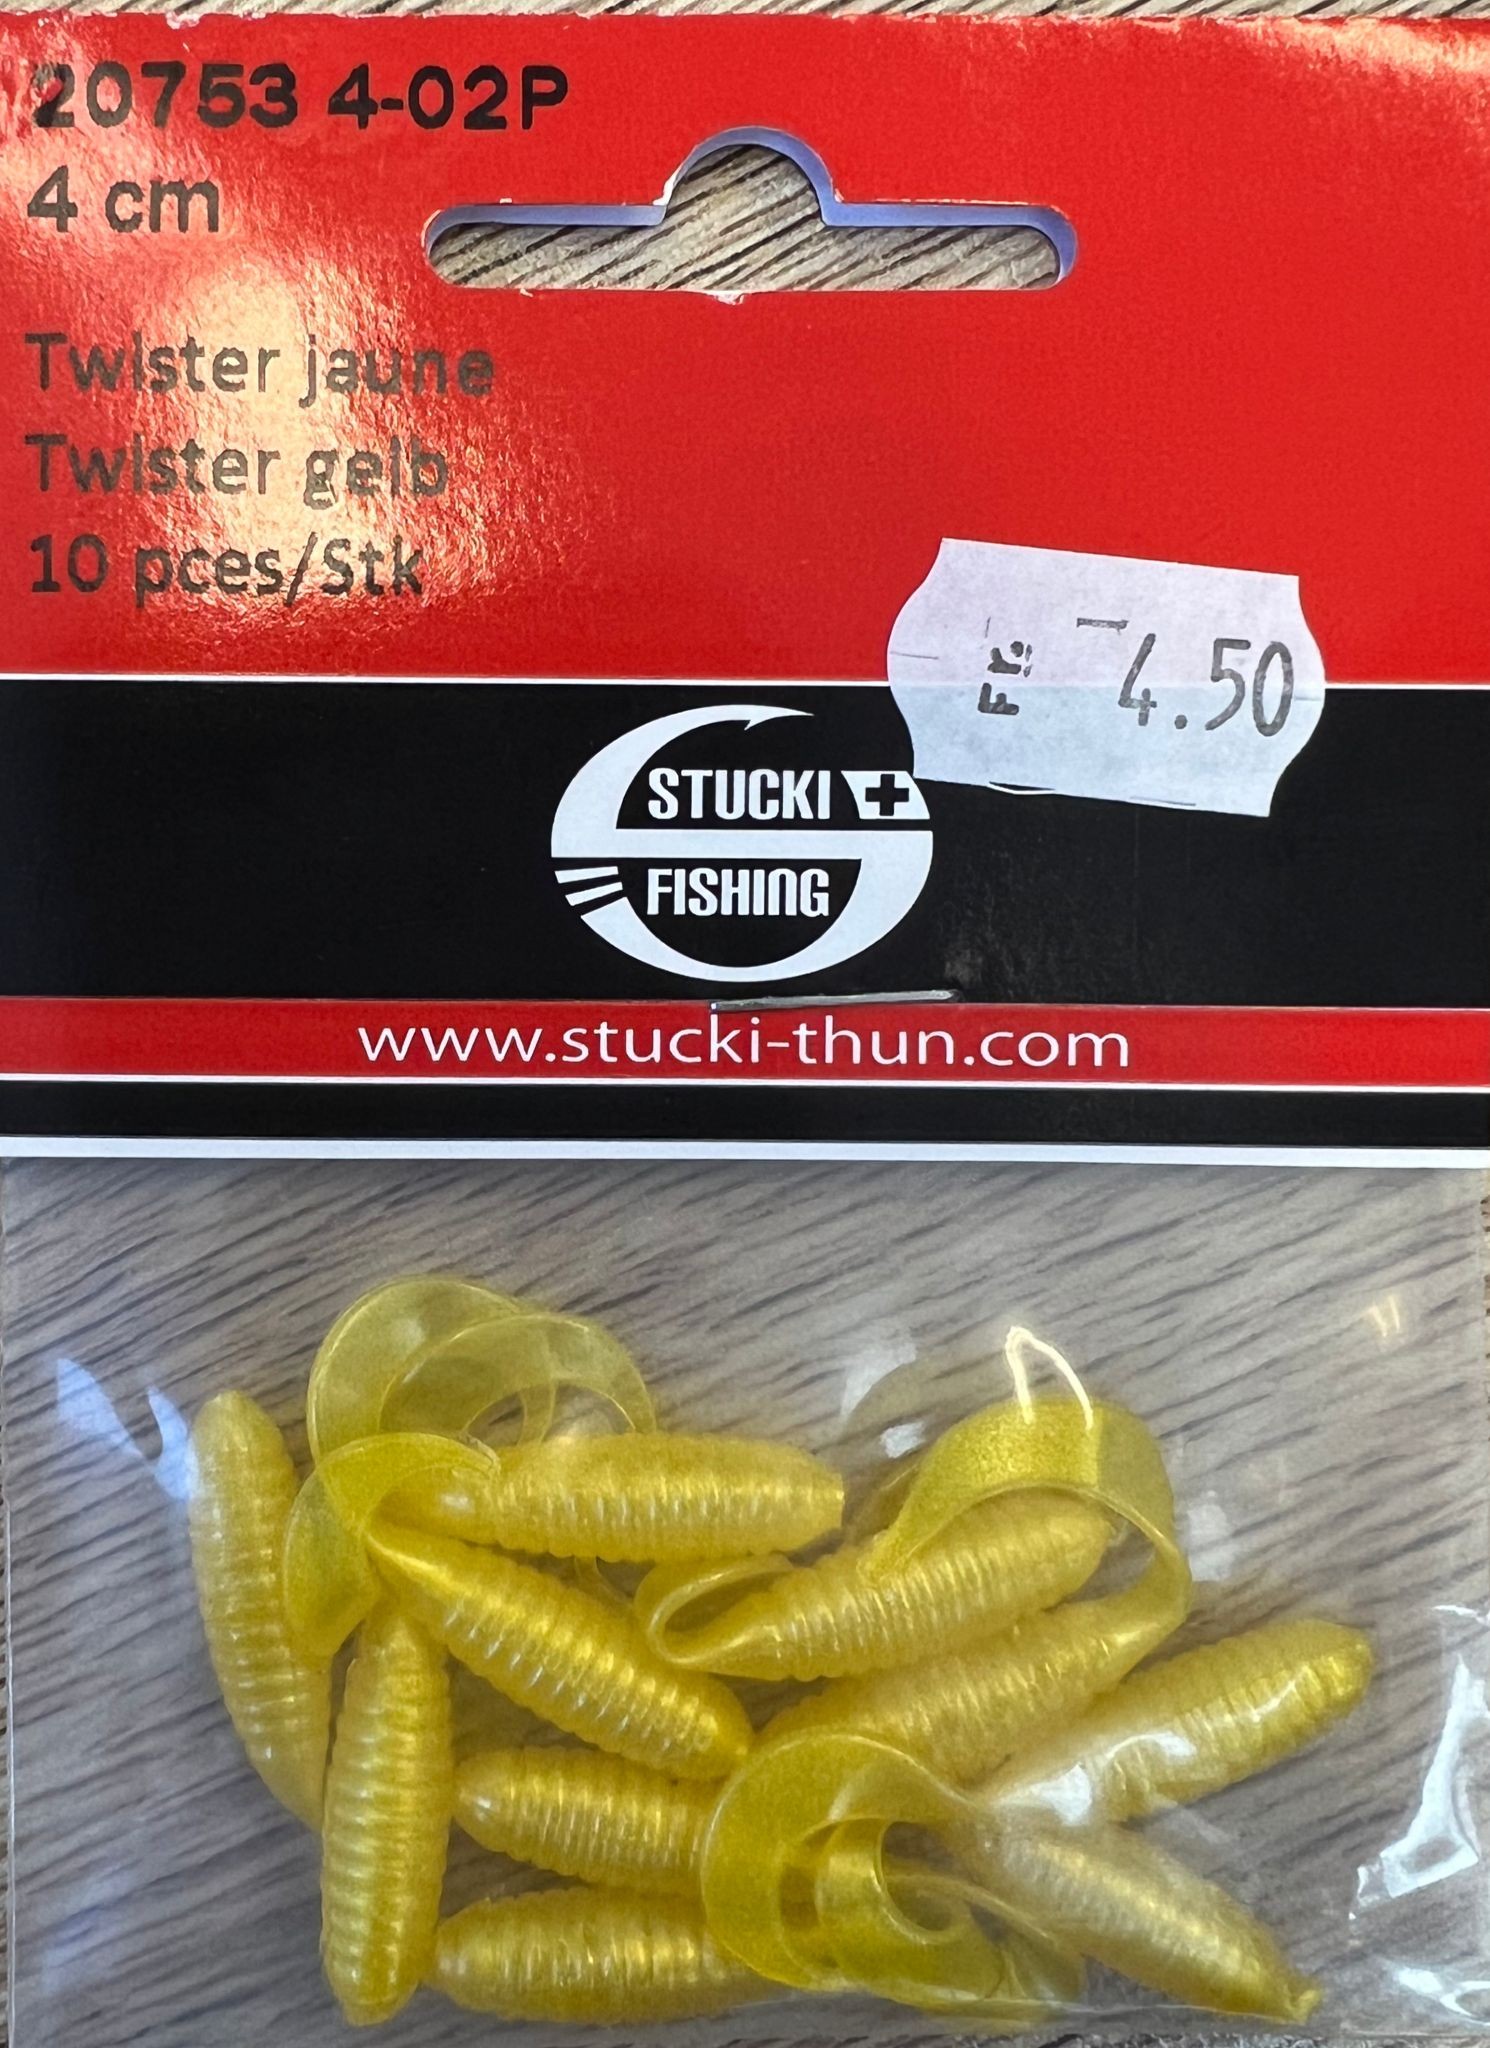 20753 4-02P
4 cm
Twister jaune
Twister gelb
10 pces/Stk
Fr. 4.50
STUCKI
FISHING
www.stucki-thun.com